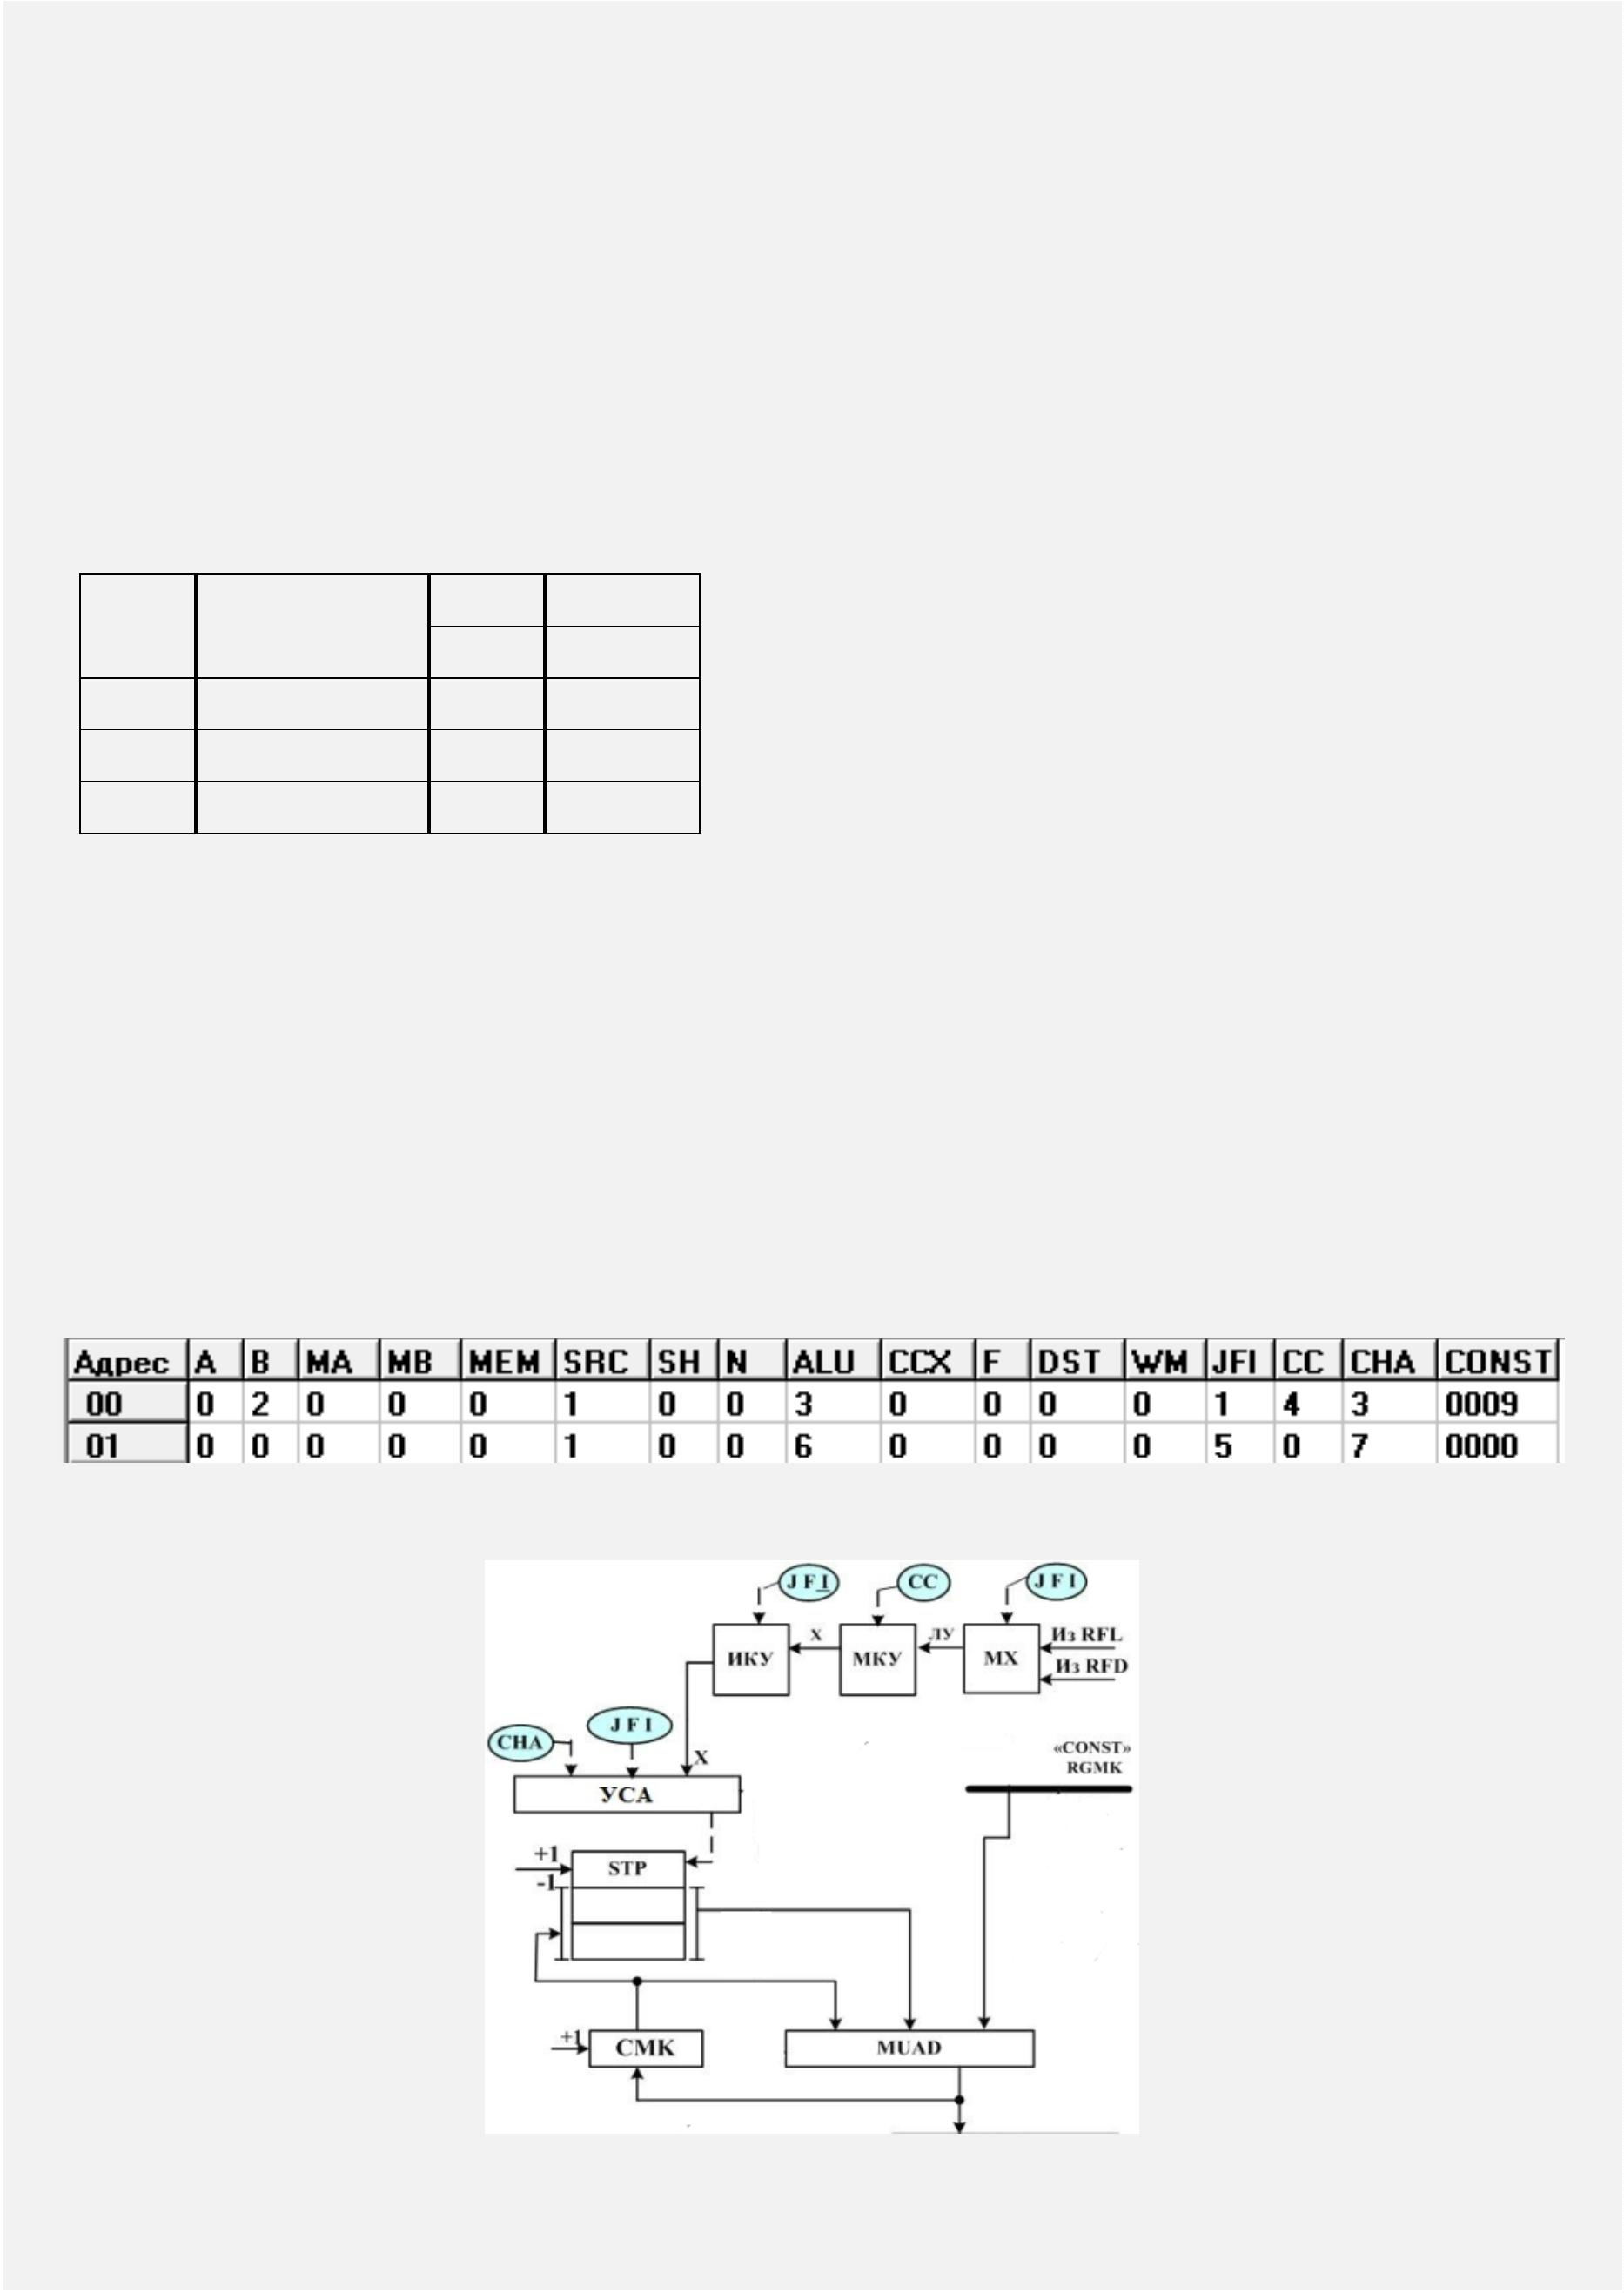 Адрес A B MA MB MEM SRC SH N ALU CCX F DST WM JFI CC CHA CONST
00 0 2 0 0 0 1 0 0 3 0 0 0 0 1 4 3 0009
01 0 0 0 0 0 1 0 0 6 0 0 0 0 5 0 7 0000
J F I CC J F I
X ЛУ Из RFL
ИКУ МКУ MX Из RFD
J F I
CHA
X
«CONST»
RGMK
УСА
+1
STP
-1
+1
СМК MUAD